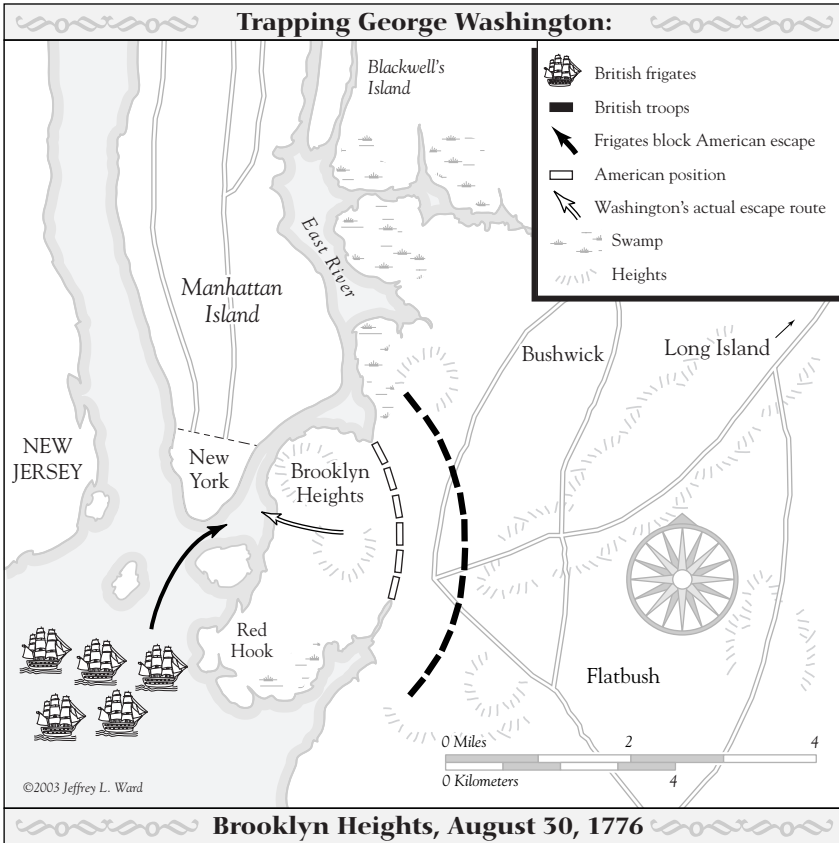 Trapping George Washington:
Blackwell's
Island
British frigates
British troops
Frigates block American escape
American position
Washington's actual escape route
Swamp
Heights
East River
Manhattan
Island
Bushwick
Long Island
NEW
JERSEY
New
York
Brooklyn
Heights
Red
Hook
Flatbush
0 Miles 2 4
0 Kilometers 4
©2003 Jeffrey L. Ward
Brooklyn Heights, August 30, 1776